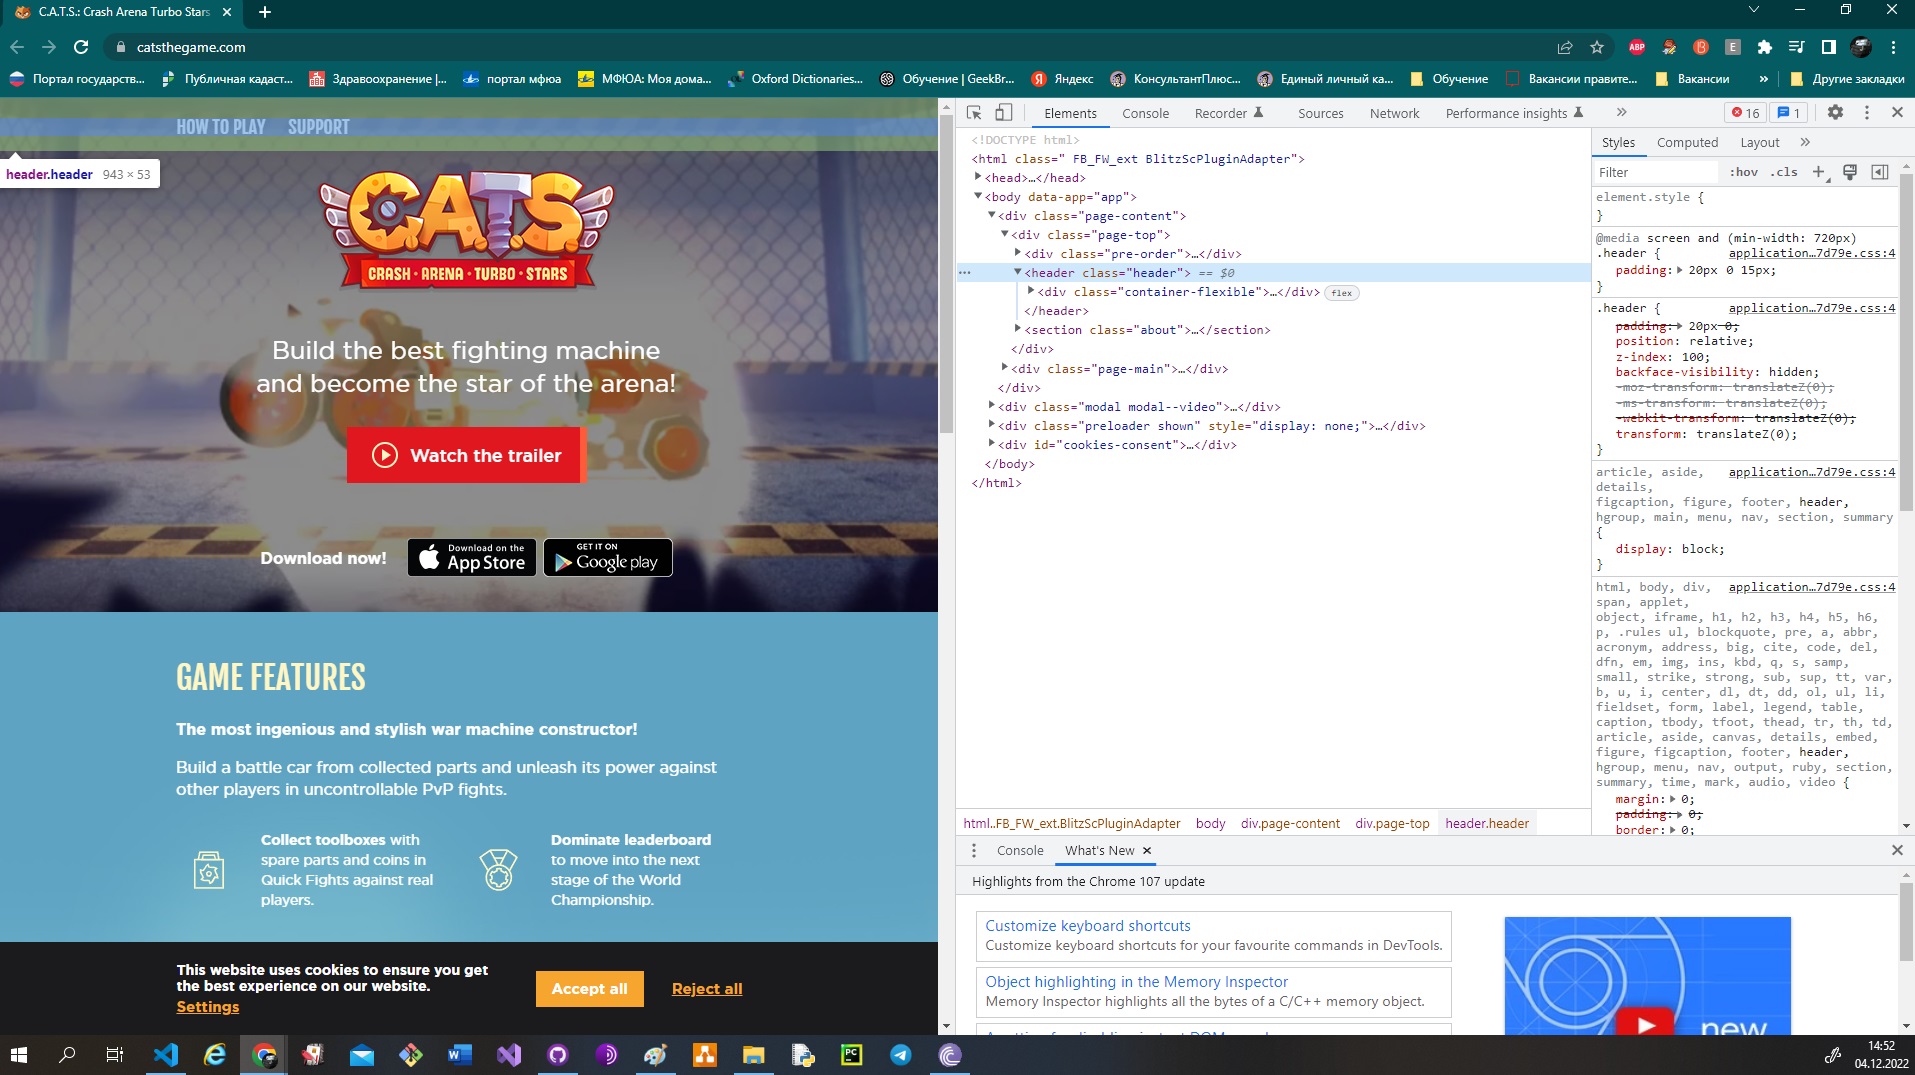 C.A.T.S.: Crash Arena Turbo Stars
catsthegame.com
ABP
E
Портал государств...
Публичная кадаст...
Здравоохранение |...
портал мфюа
МФЮА: Моя дома...
Oxford Dictionaries...
Обучение | GeekBr...
Яндекс
КонсультантПлюс...
Единый личный ка...
Обучение
Вакансии правите...
Вакансии
»
Другие закладки
HOW TO PLAY
SUPPORT
header.header 943 × 53
C.A.T.S
CRASH · ARENA · TURBO · STARS
Build the best fighting machine
and become the star of the arena!
Watch the trailer
Download now!
Download on the
App Store
GET IT ON
Google play
GAME FEATURES
The most ingenious and stylish war machine constructor!
Build a battle car from collected parts and unleash its power against
other players in uncontrollable PvP fights.
Collect toolboxes with
spare parts and coins in
Quick Fights against real
players.
Dominate leaderboard
to move into the next
stage of the World
Championship.
This website uses cookies to ensure you get
the best experience on our website.
Settings
Accept all
Reject all
Elements
Console
Recorder
Sources
Network
Performance insights
»
16
1
<!DOCTYPE html>
<html class=" FB_FW_ext BlitzScPluginAdapter">
<head>…</head>
<body data-app="app">
<div class="page-content">
<div class="page-top">
<div class="pre-order">…</div>
<header class="header"> == $0
<div class="container-flexible">…</div> flex
</header>
<section class="about">…</section>
</div>
<div class="page-main">…</div>
</div>
<div class="modal modal--video">…</div>
<div class="preloader shown" style="display: none;">…</div>
<div id="cookies-consent">…</div>
</body>
</html>
html..FB_FW_ext.BlitzScPluginAdapter body div.page-content div.page-top header.header
Styles
Computed
Layout
»
Filter
:hov
.cls
element.style {
}
@media screen and (min-width: 720px)
.header { application…7d79e.css:4
padding: 20px 0 15px;
}
.header { application…7d79e.css:4
padding: 20px 0;
position: relative;
z-index: 100;
backface-visibility: hidden;
-moz-transform: translateZ(0);
-ms-transform: translateZ(0);
-webkit-transform: translateZ(0);
transform: translateZ(0);
}
article, aside, application…7d79e.css:4
details,
figcaption, figure, footer, header,
hgroup, main, menu, nav, section, summary
{
display: block;
}
html, body, div, application…7d79e.css:4
span, applet,
object, iframe, h1, h2, h3, h4, h5, h6,
p, .rules ul, blockquote, pre, a, abbr,
acronym, address, big, cite, code, del,
dfn, em, img, ins, kbd, q, s, samp,
small, strike, strong, sub, sup, tt, var,
b, u, i, center, dl, dt, dd, ol, ul, li,
fieldset, form, label, legend, table,
caption, tbody, tfoot, thead, tr, th, td,
article, aside, canvas, details, embed,
figure, figcaption, footer, header,
hgroup, menu, nav, output, ruby, section,
summary, time, mark, audio, video {
margin: 0;
padding: 0;
border: 0;
Console
What's New
Highlights from the Chrome 107 update
Customize keyboard shortcuts
Customize keyboard shortcuts for your favourite commands in DevTools.
Object highlighting in the Memory Inspector
Memory Inspector highlights all the bytes of a C/C++ memory object.
new
PC
14:52
04.12.2022